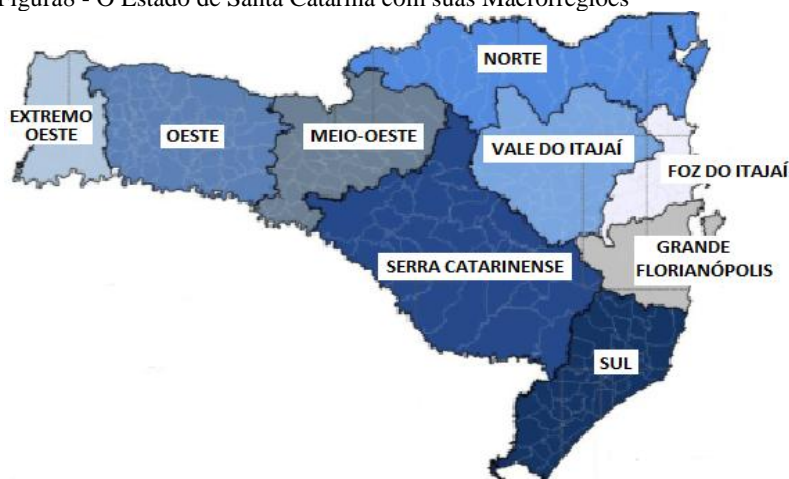 Figura8 - O Estado de Santa Catarina com suas Macrorregiões
NORTE
EXTREMO
OESTE
OESTE
MEIO-OESTE
VALE DO ITAJAÍ
FOZ DO ITAJAÍ
GRANDE
FLORIANÓPOLIS
SERRA CATARINENSE
SUL